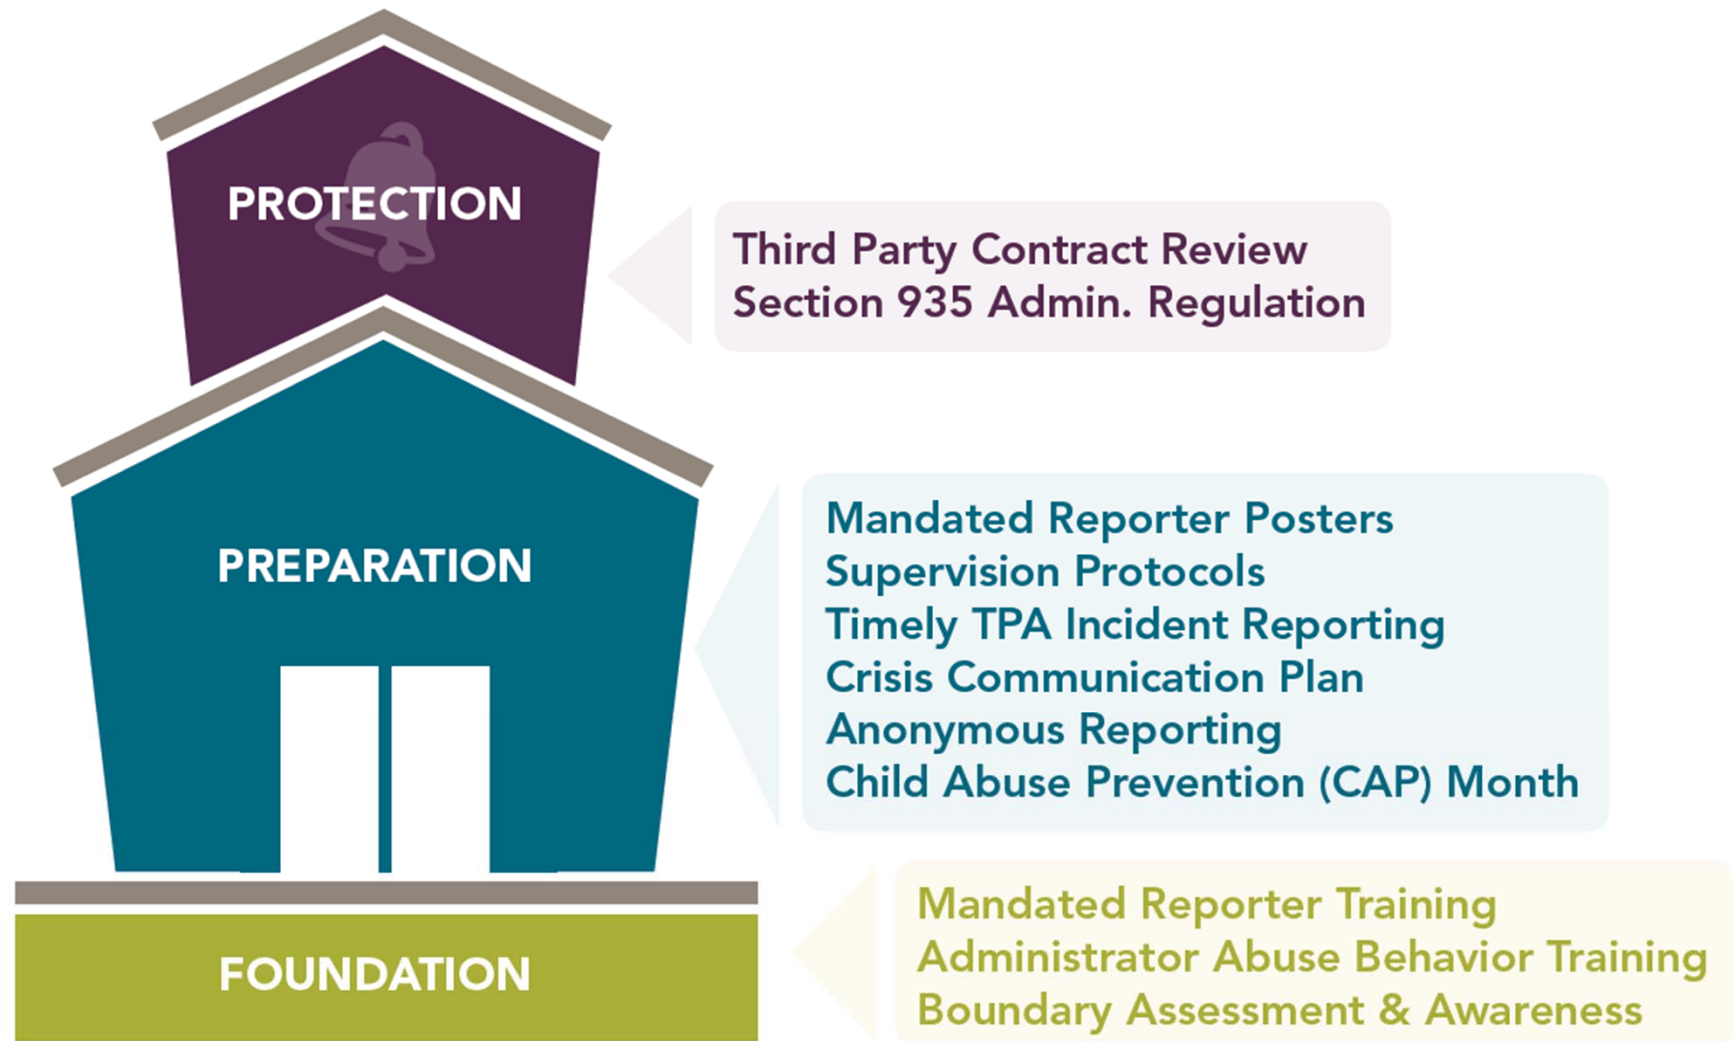 PROTECTION
Third Party Contract Review
Section 935 Admin. Regulation
PREPARATION
Mandated Reporter Posters
Supervision Protocols
Timely TPA Incident Reporting
Crisis Communication Plan
Anonymous Reporting
Child Abuse Prevention (CAP) Month
FOUNDATION
Mandated Reporter Training
Administrator Abuse Behavior Training
Boundary Assessment & Awareness